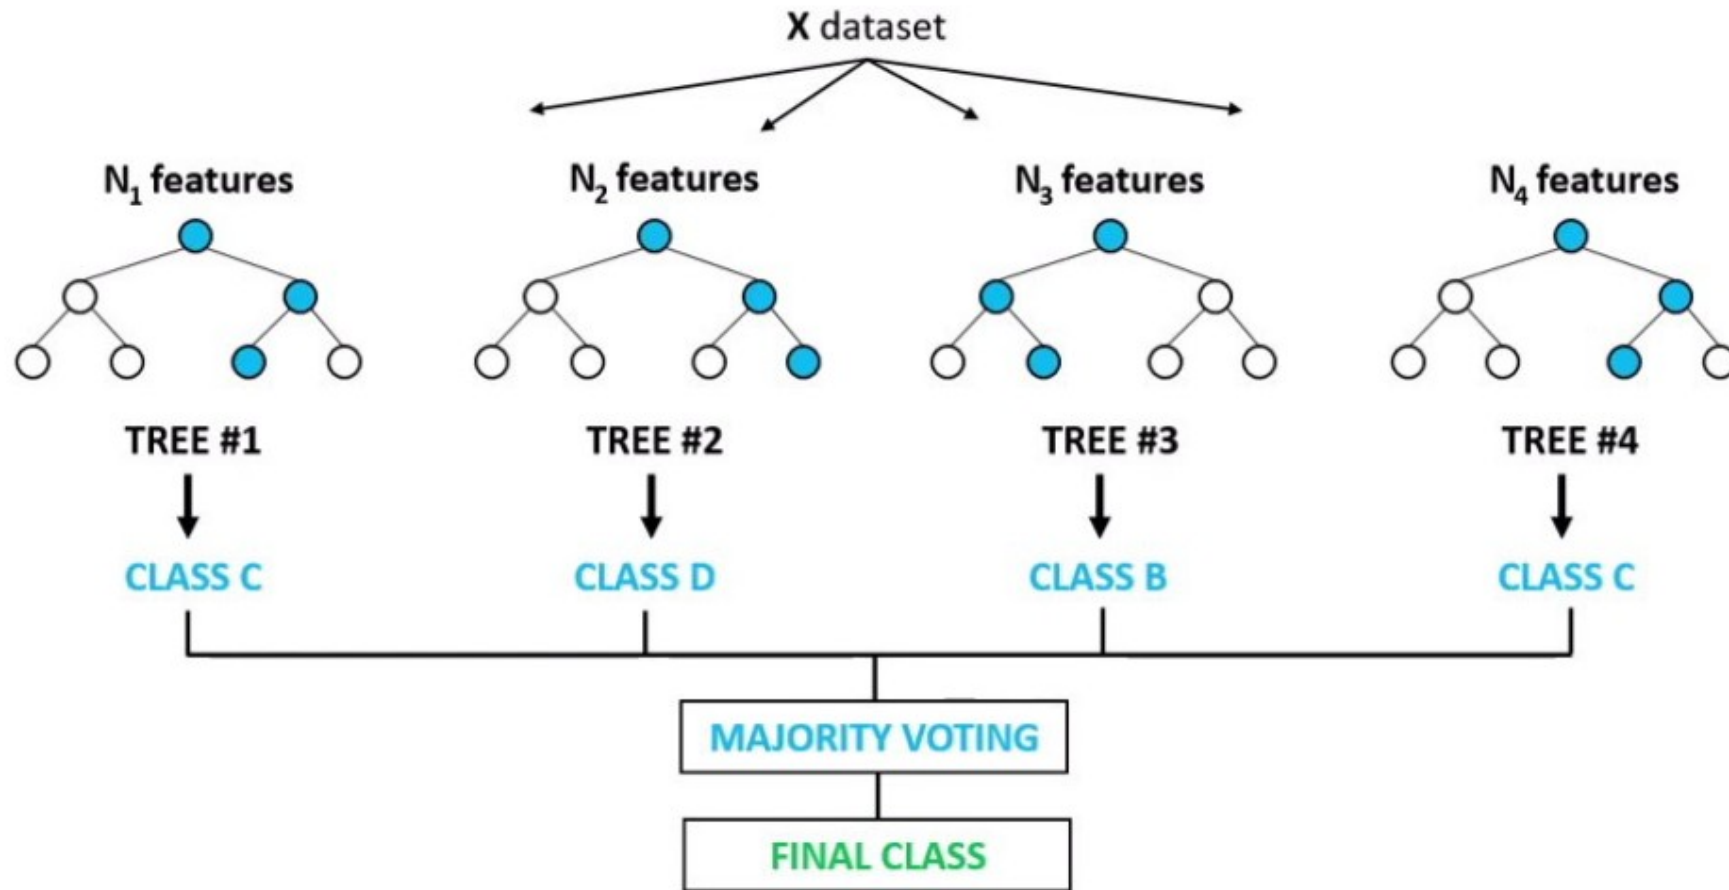 X dataset
N₁ features
N₂ features
N₃ features
N₄ features
TREE #1
TREE #2
TREE #3
TREE #4
CLASS C
CLASS D
CLASS B
CLASS C
MAJORITY VOTING
FINAL CLASS